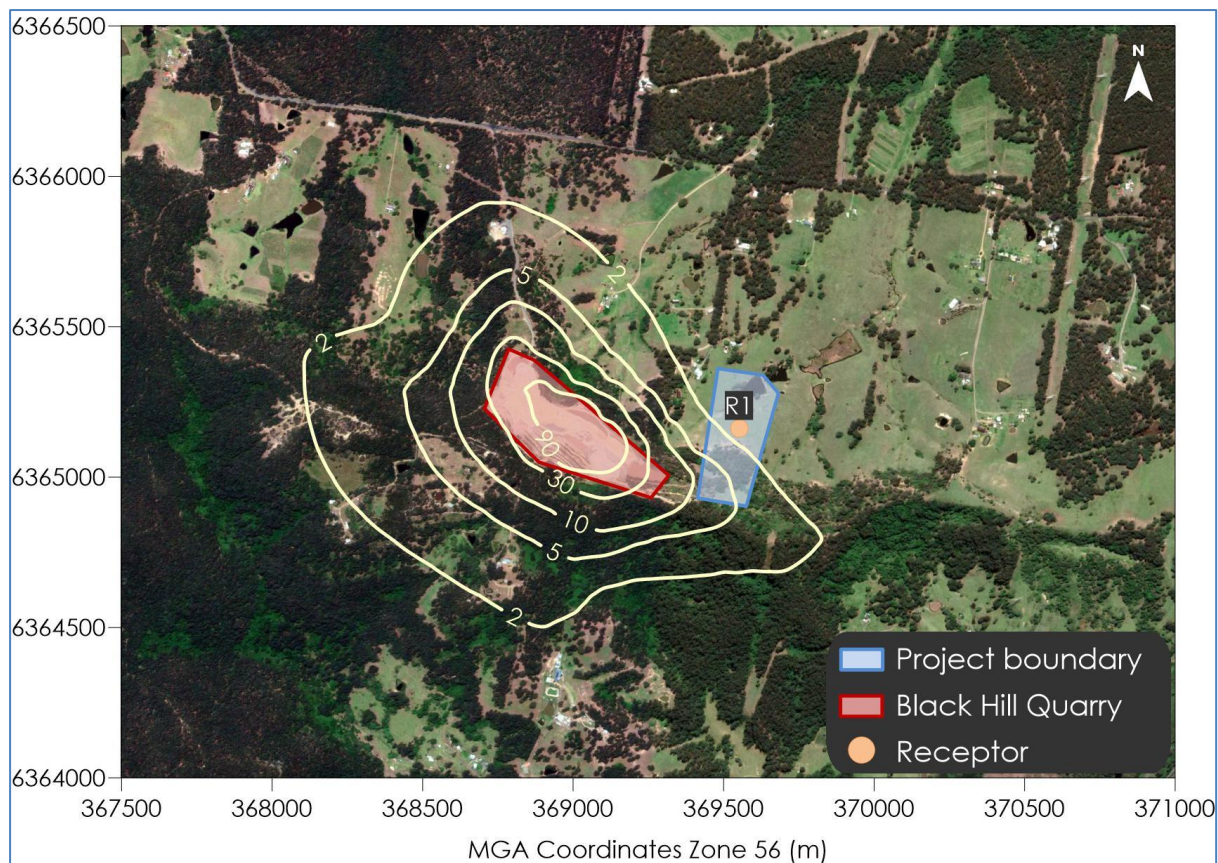 6366500
6366000
6365500
6365000
6364500
6364000
N
2
5
2
2
R1
90
30
10
5
2
Project boundary
Black Hill Quarry
Receptor
367500 368000 368500 369000 369500 370000 370500 371000
MGA Coordinates Zone 56 (m)